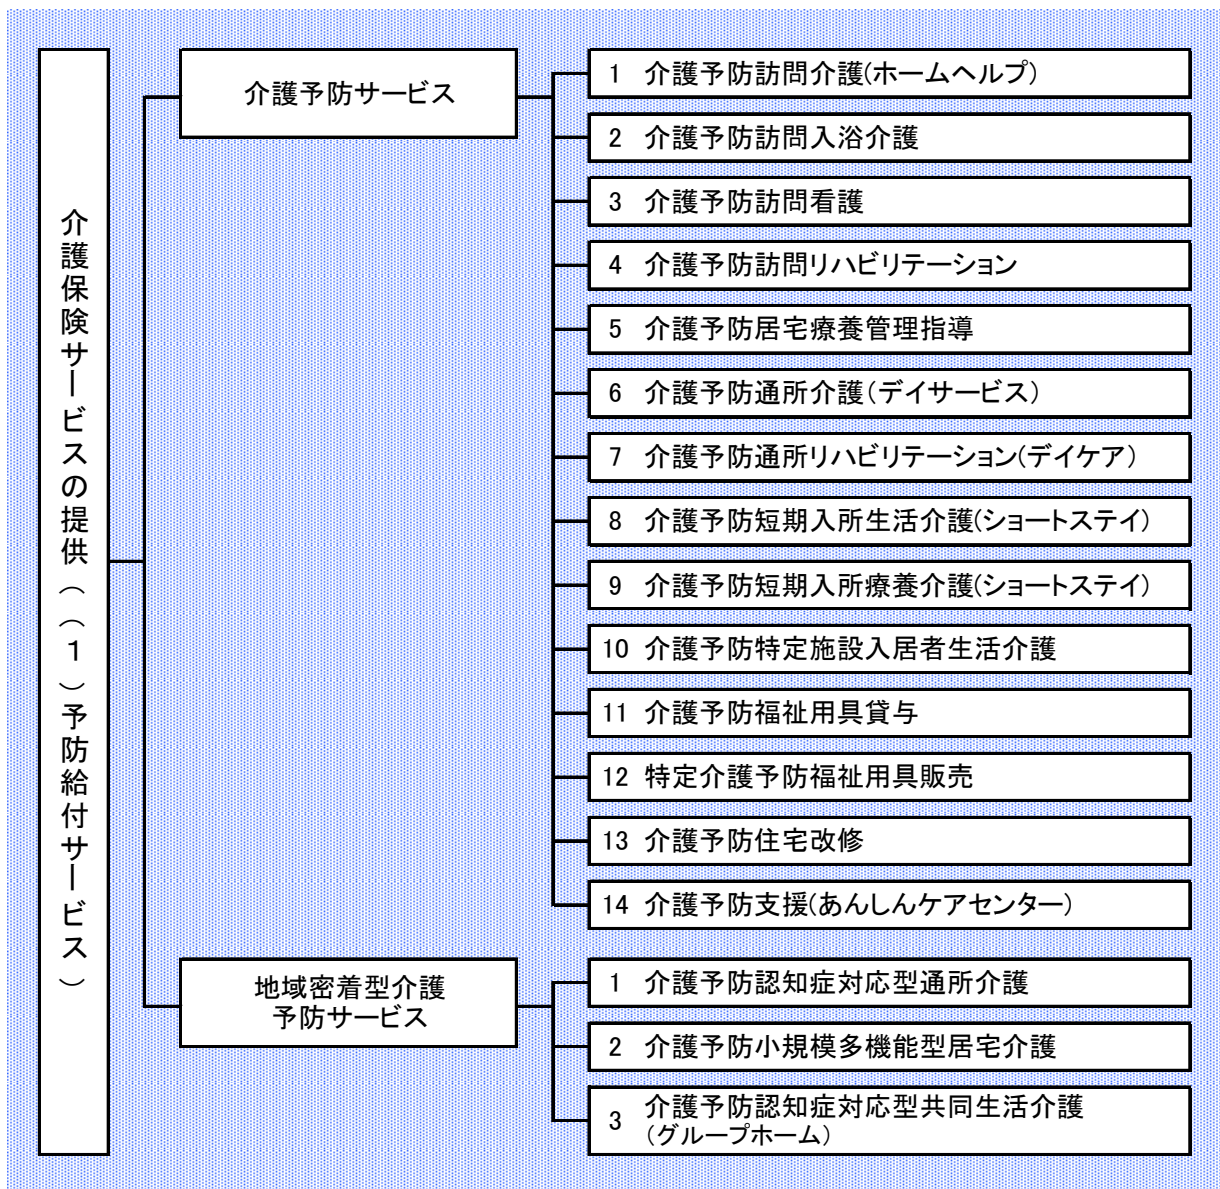 介護保険サービスの提供（（１）予防給付サービス）
介護予防サービス
1 介護予防訪問介護(ホームヘルプ)
2 介護予防訪問入浴介護
3 介護予防訪問看護
4 介護予防訪問リハビリテーション
5 介護予防居宅療養管理指導
6 介護予防通所介護（デイサービス）
7 介護予防通所リハビリテーション(デイケア)
8 介護予防短期入所生活介護(ショートステイ)
9 介護予防短期入所療養介護(ショートステイ)
10 介護予防特定施設入居者生活介護
11 介護予防福祉用具貸与
12 特定介護予防福祉用具販売
13 介護予防住宅改修
14 介護予防支援(あんしんケアセンター)
地域密着型介護
予防サービス
1 介護予防認知症対応型通所介護
2 介護予防小規模多機能型居宅介護
3 介護予防認知症対応型共同生活介護
(グループホーム)